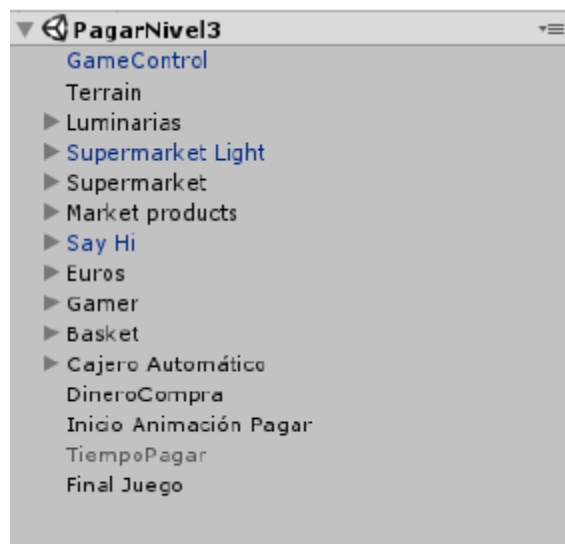 PagarNivel3
GameControl
Terrain
Luminarias
Supermarket Light
Supermarket
Market products
Say Hi
Euros
Gamer
Basket
Cajero Automático
DineroCompra
Inicio Animación Pagar
TiempoPagar
Final Juego